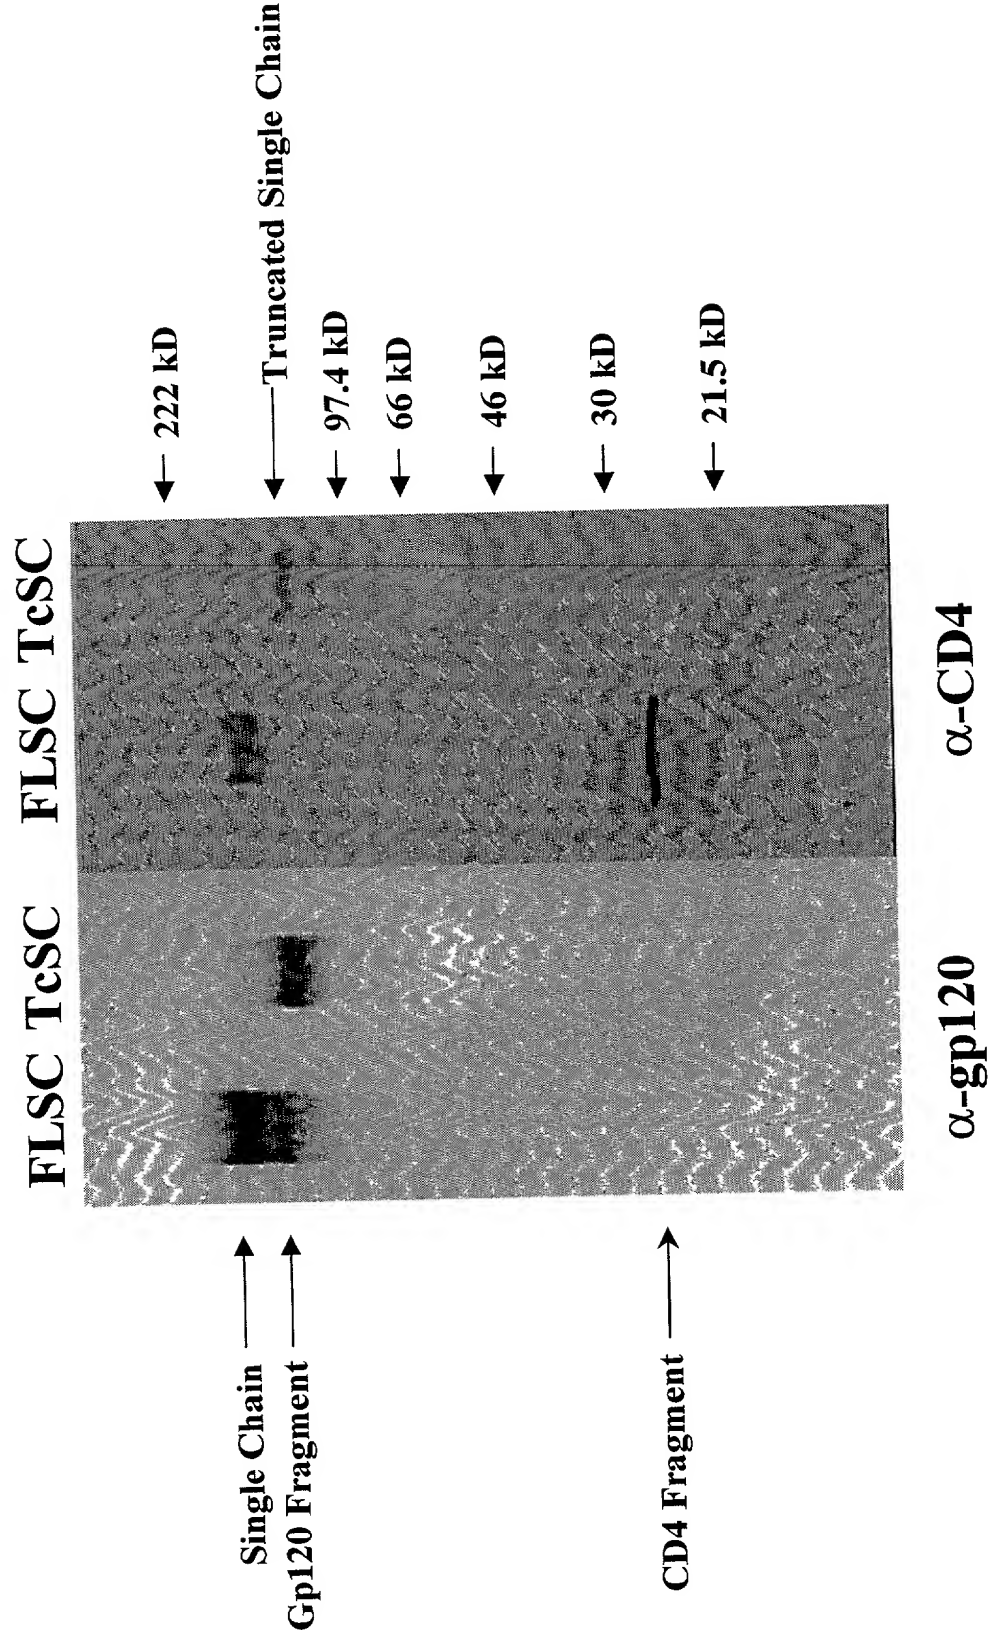 FLSC TcSC FLSC TcSC
Single Chain
Gp120 Fragment
CD4 Fragment
222 kD
Truncated Single Chain
97.4 kD
66 kD
46 kD
30 kD
21.5 kD
α-gp120
α-CD4